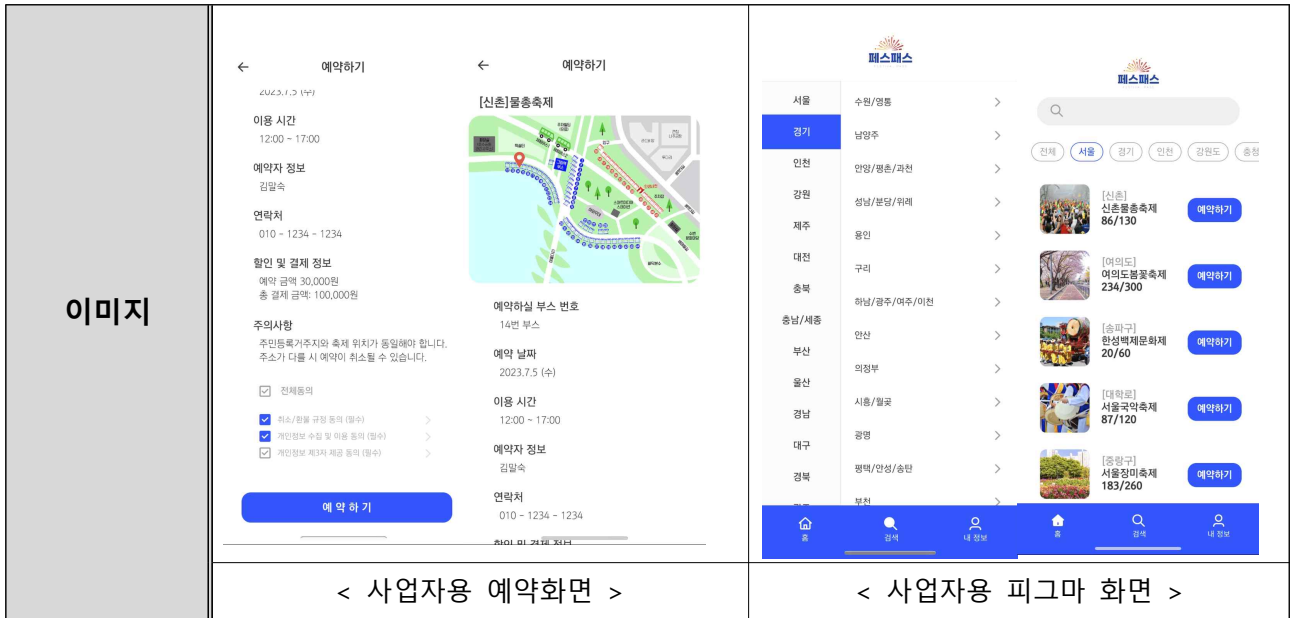 이미지
예약하기
2023.7.5 (수)
이용 시간
12:00 ~ 17:00
예약자 정보
김말숙
연락처
010 - 1234 - 1234
할인 및 결제 정보
예약 금액 30,000원
총 결제 금액: 100,000원
주의사항
주민등록거주지와 축제 위치가 동일해야 합니다.
주소가 다를 시 예약이 취소될 수 있습니다.
전체동의
취소/환불 규정 동의 (필수)
개인정보 수집 및 이용 동의 (필수)
개인정보 제3자 제공 동의 (필수)
예 약 하 기
예약하기
[신촌]물총축제
예약하실 부스 번호
14번 부스
예약 날짜
2023.7.5 (수)
이용 시간
12:00 ~ 17:00
예약자 정보
김말숙
연락처
010 - 1234 - 1234
할인 및 결제 정보
< 사업자용 예약화면 >
페스패스
서울
경기
인천
강원
제주
대전
충북
충남/세종
부산
울산
경남
대구
경북
수원/영통
남양주
안양/평촌/과천
성남/분당/위례
용인
구리
하남/광주/여주/이천
안산
의정부
시흥/월곶
광명
평택/안성/송탄
부천
홈
검색
내 정보
페스패스
전체
서울
경기
인천
강원도
충청
[신촌]
신촌물총축제
86/130
예약하기
[여의도]
여의도봄꽃축제
234/300
예약하기
[송파구]
한성백제문화제
20/60
예약하기
[대학로]
서울국악축제
87/120
예약하기
[중랑구]
서울장미축제
183/260
예약하기
홈
검색
내 정보
< 사업자용 피그마 화면 >